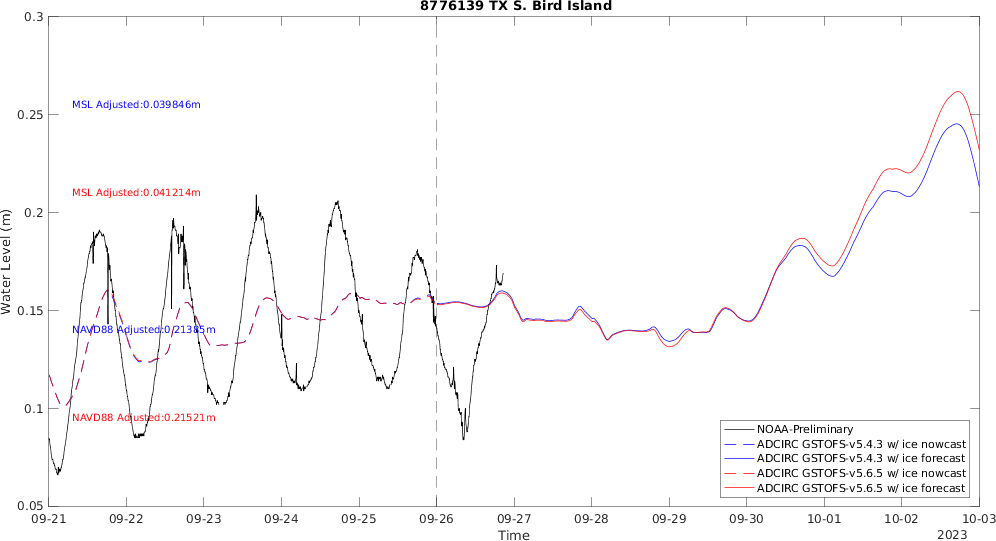 8776139 TX S. Bird Island
0.3
0.25
0.2
0.15
0.1
0.05
Water Level (m)
MSL Adjusted:0.039846m
MSL Adjusted:0.041214m
NAVD88 Adjusted:0.21385m
NAVD88 Adjusted:0.21521m
NOAA-Preliminary
ADCIRC GSTOFS-v5.4.3 w/ ice nowcast
ADCIRC GSTOFS-v5.4.3 w/ ice forecast
ADCIRC GSTOFS-v5.6.5 w/ ice nowcast
ADCIRC GSTOFS-v5.6.5 w/ ice forecast
09-21 09-22 09-23 09-24 09-25 09-26 09-27 09-28 09-29 09-30 10-01 10-02 10-03
Time
2023